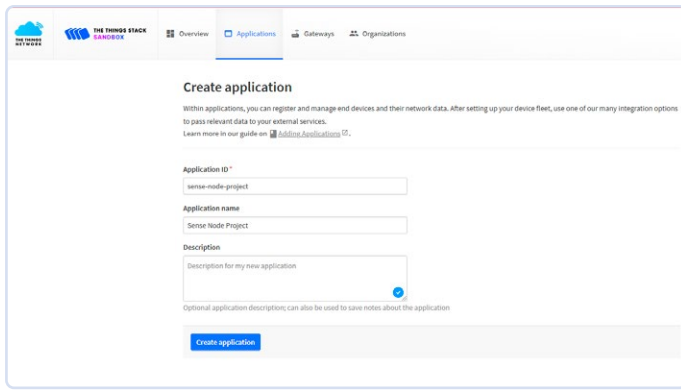 THE THINGS
NETWORK
THE THINGS STACK
SANDBOX
Overview
Applications
Gateways
Organizations
Create application
Within applications, you can register and manage end devices and their network data. After setting up your device fleet, use one of our many integration options
to pass relevant data to your external services.
Learn more in our guide on Adding Applications.
Application ID *
sense-node-project
Application name
Sense Node Project
Description
Description for my new application
Optional application description; can also be used to save notes about the application
Create application